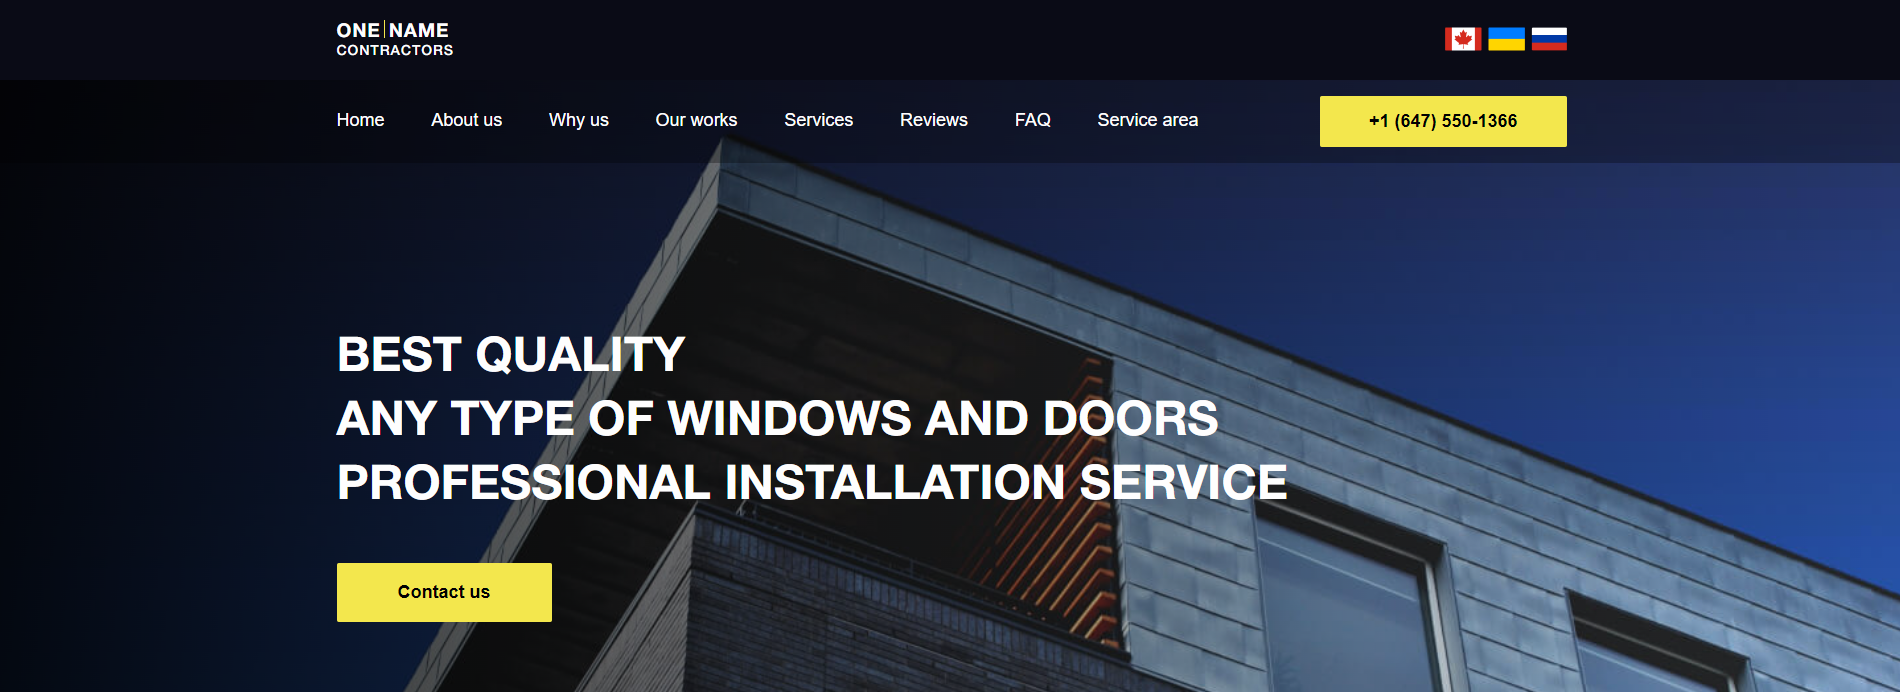 ONE NAME
CONTRACTORS
Home About us Why us Our works Services Reviews FAQ Service area +1 (647) 550-1366
BEST QUALITY
ANY TYPE OF WINDOWS AND DOORS
PROFESSIONAL INSTALLATION SERVICE
Contact us